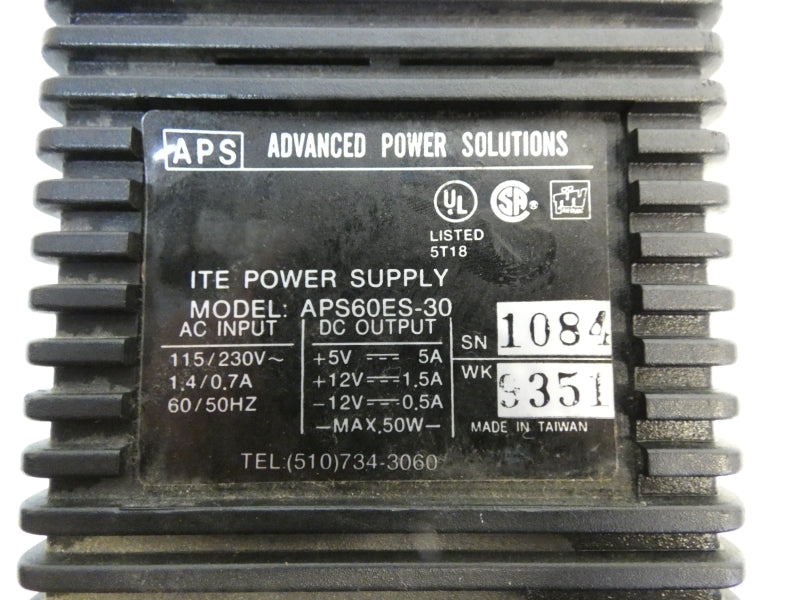 APS ADVANCED POWER SOLUTIONS
UL SA ®
LISTED
5T18
ITE POWER SUPPLY
MODEL: APS60ES-30
AC INPUT
115/230V~
1.4/0.7A
60/50HZ
DC OUTPUT
+5V ⎓ 5A
+12V ⎓ 1.5A
-12V ⎓ 0.5A
-MAX.50W-
SN 1084
WK 9351
MADE IN TAIWAN
TEL:(510)734-3060